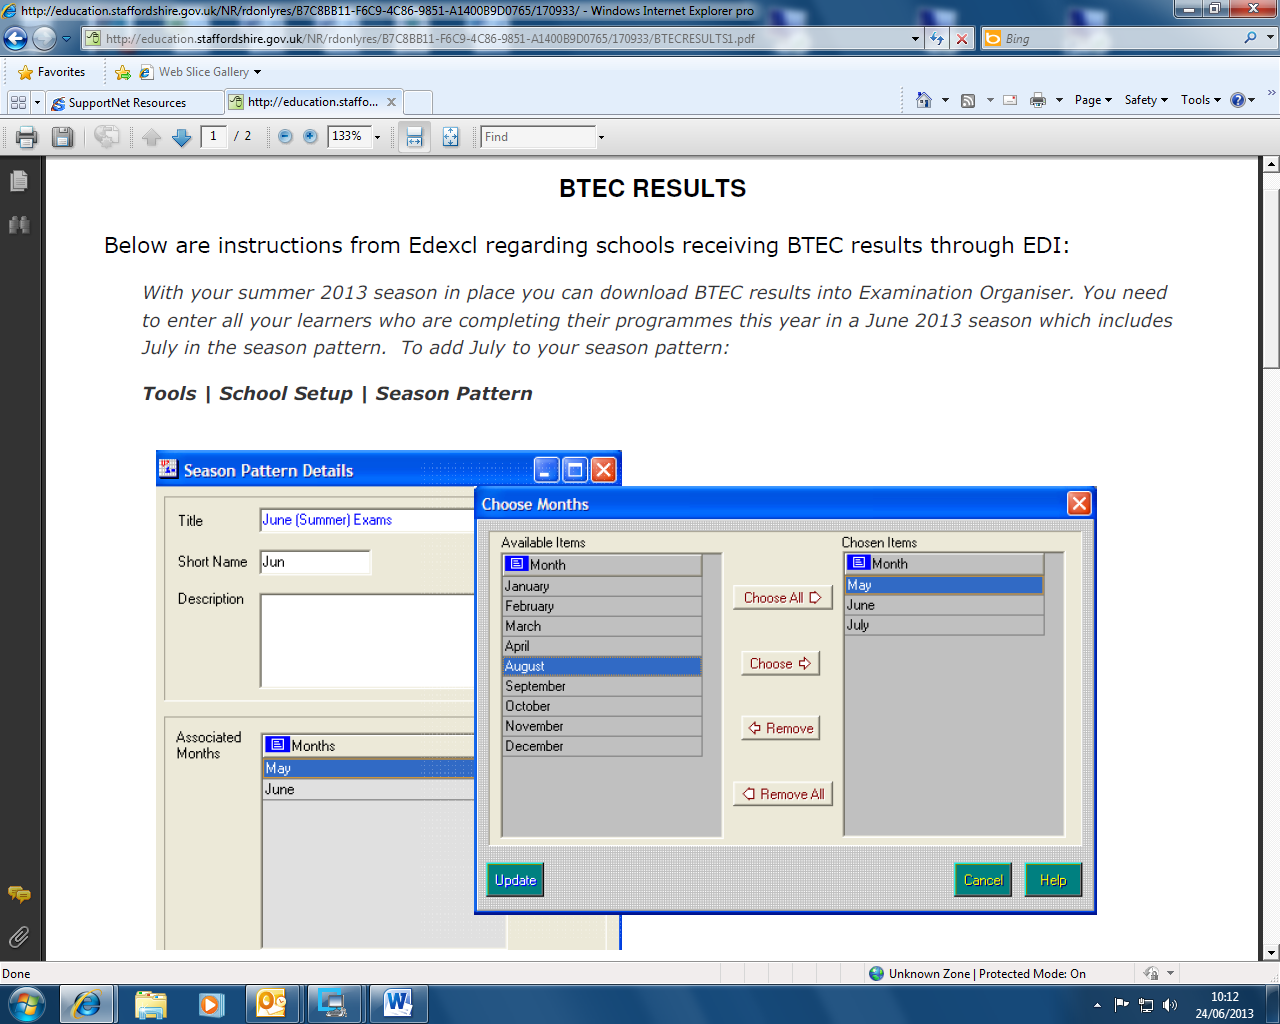 http://education.staffordshire.gov.uk/NR/rdonlyres/B7C8BB11-F6C9-4C86-9851-A1400B9D0765/170933/ - Windows Internet Explorer pro
http://education.staffordshire.gov.uk/NR/rdonlyres/B7C8BB11-F6C9-4C86-9851-A1400B9D0765/170933/BTECRESULTS1.pdf
Bing
Favorites
Web Slice Gallery
SupportNet Resources
http://education.staffo...
Page
Safety
Tools
1 / 2
133%
Find
BTEC RESULTS
Below are instructions from Edexcl regarding schools receiving BTEC results through EDI:
With your summer 2013 season in place you can download BTEC results into Examination Organiser. You need
to enter all your learners who are completing their programmes this year in a June 2013 season which includes
July in the season pattern. To add July to your season pattern:
Tools | School Setup | Season Pattern
Season Pattern Details
Title
June (Summer) Exams
Short Name
Jun
Description
Associated
Months
Months
May
June
Choose Months
Available Items
Month
January
February
March
April
August
September
October
November
December
Choose All
Choose
Remove
Remove All
Chosen Items
Month
May
June
July
Update
Cancel
Help
Done
Unknown Zone | Protected Mode: On
10:12
24/06/2013